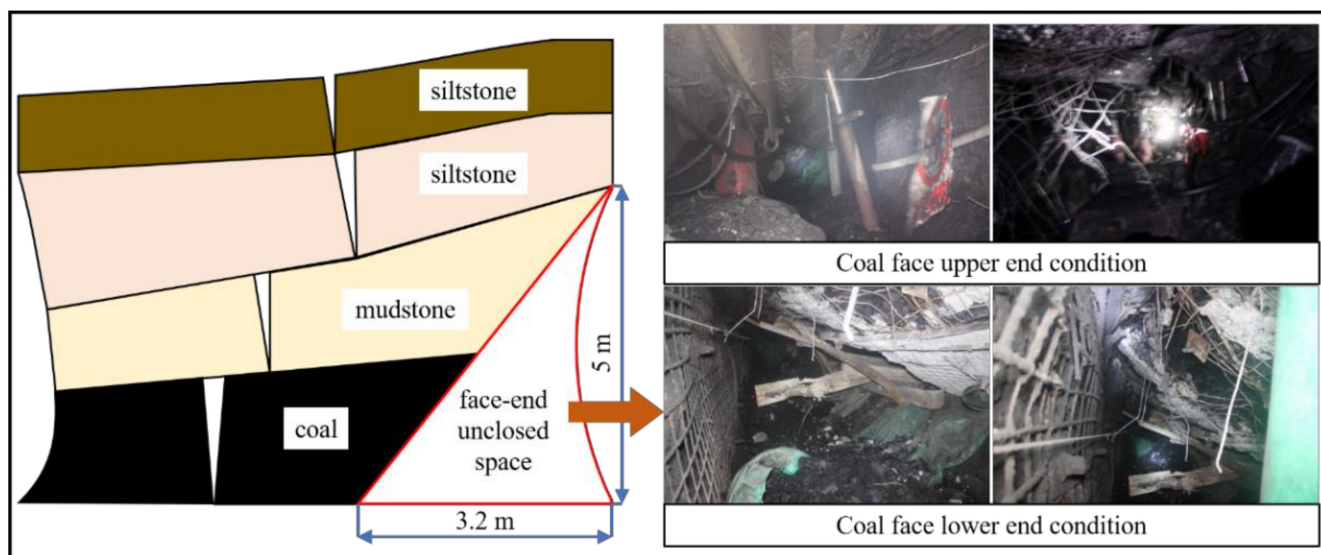 siltstone
siltstone
mudstone
coal
face-end
unclosed
space
5 m
3.2 m
Coal face upper end condition
Coal face lower end condition